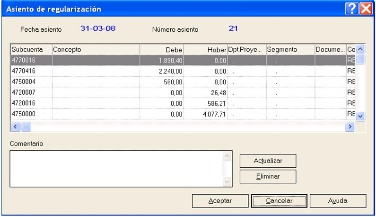 Asiento de regularización
Fecha asiento 31-03-08 Número asiento 21
Subcuenta Concepto Debe Haber Dpt Proye... Segmento Docume... Co
4770016 1.898,40 0,00 . . RE
4770416 2.240,00 0,00 . . RE
4750004 580,00 0,00 . . RE
4720007 0,00 26,48 . . RE
4720016 0,00 586,21 . . RE
4750000 0,00 4.077,71 . . RE
Comentario
Actualizar
Eliminar
Aceptar Cancelar Ayuda